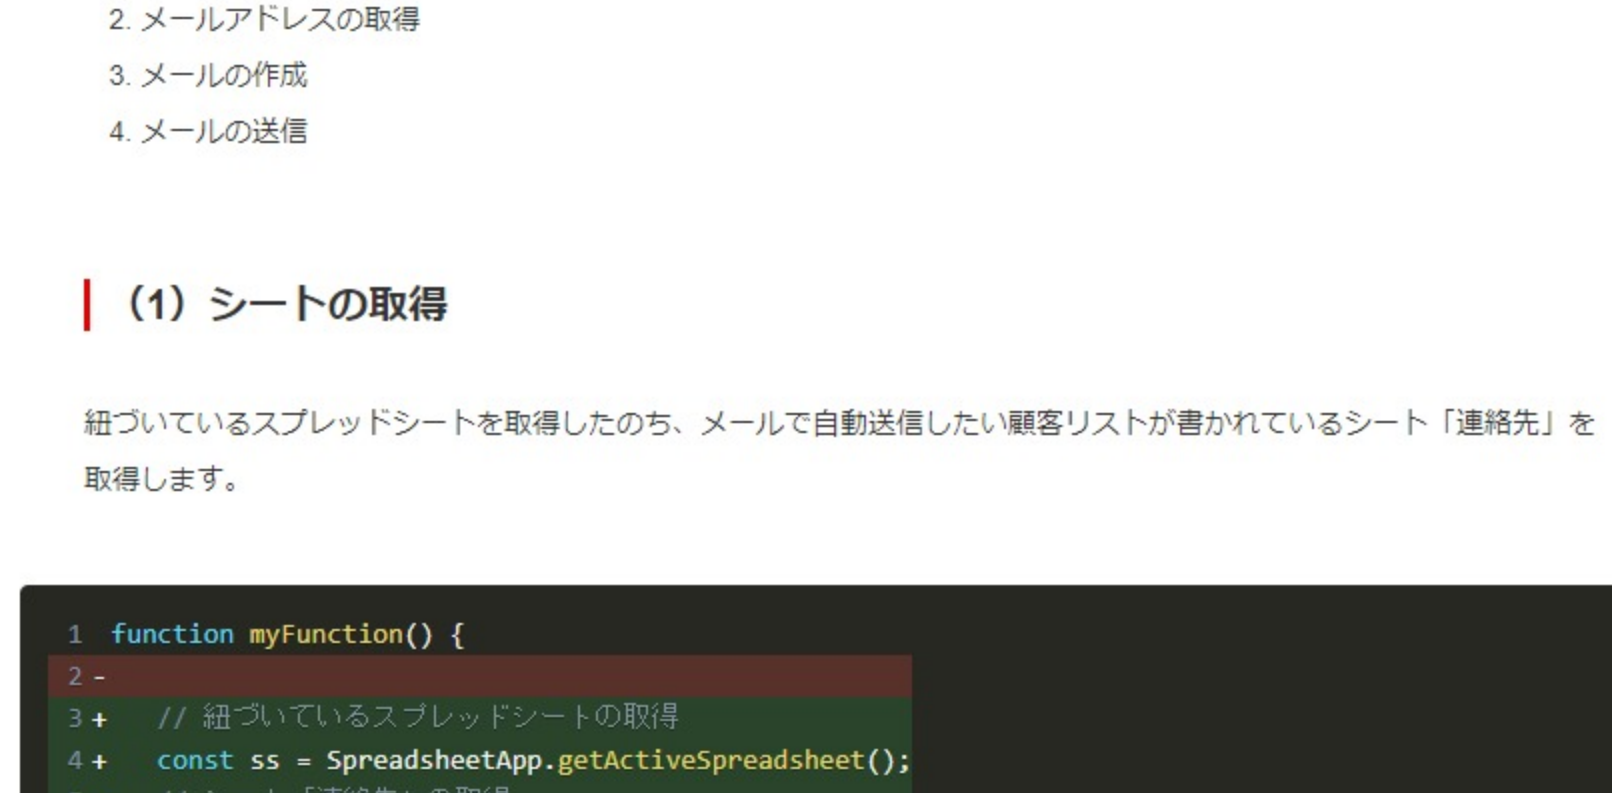 2. メールアドレスの取得
3. メールの作成
4. メールの送信
（1）シートの取得
紐づいているスプレッドシートを取得したのち、メールで自動送信したい顧客リストが書かれているシート「連絡先」を
取得します。
1 function myFunction() {
2 -
3 + // 紐づいているスプレッドシートの取得
4 + const ss = SpreadsheetApp.getActiveSpreadsheet();